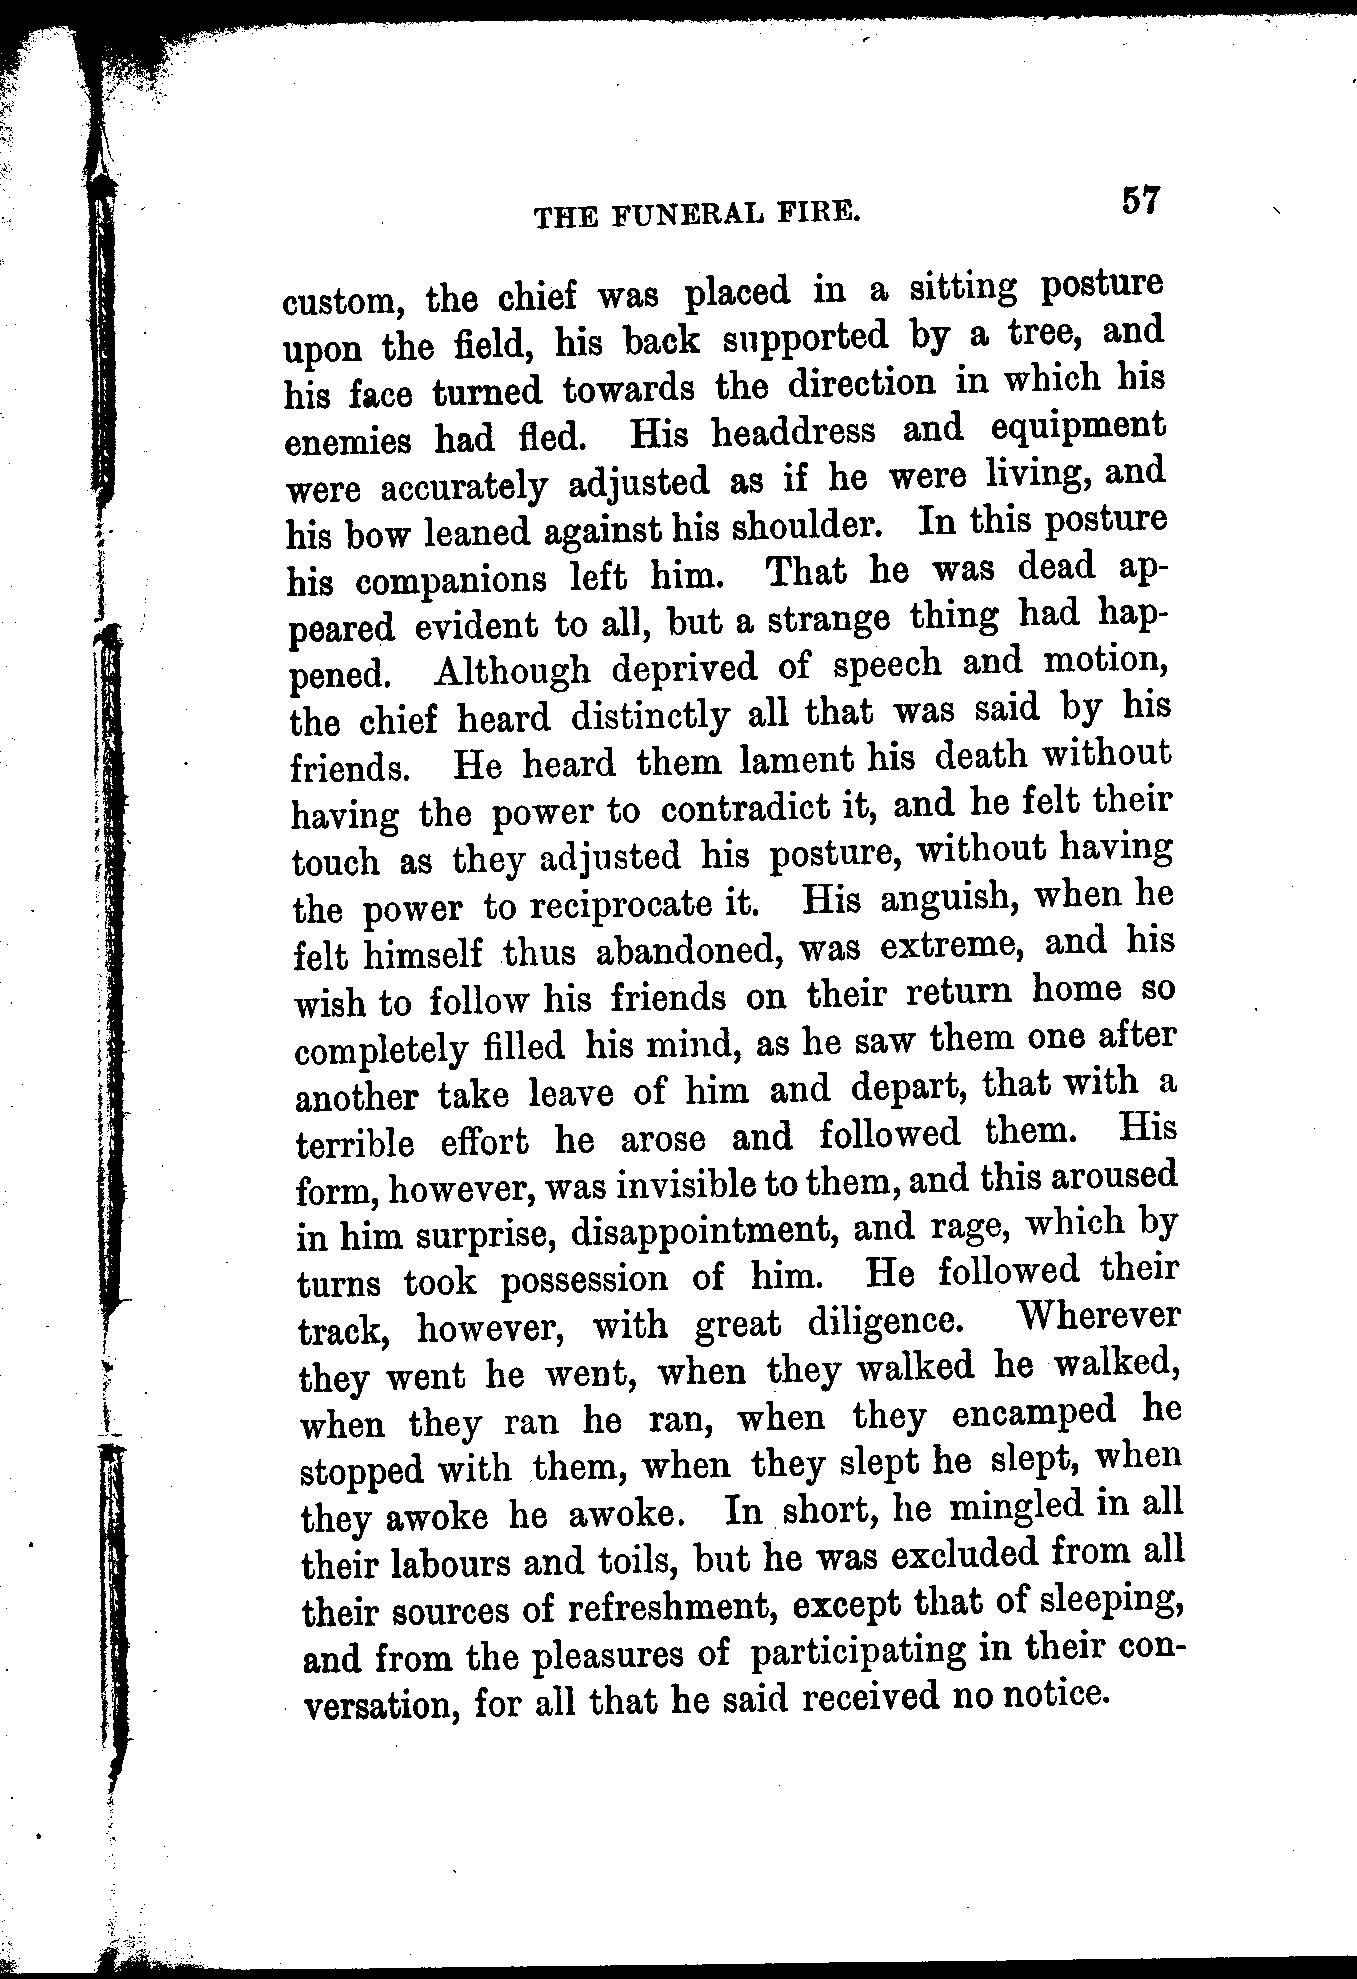 THE FUNERAL FIRE. 57
custom, the chief was placed in a sitting posture
upon the field, his back supported by a tree, and
his face turned towards the direction in which his
enemies had fled. His headdress and equipment
were accurately adjusted as if he were living, and
his bow leaned against his shoulder. In this posture
his companions left him. That he was dead ap-
peared evident to all, but a strange thing had hap-
pened. Although deprived of speech and motion,
the chief heard distinctly all that was said by his
friends. He heard them lament his death without
having the power to contradict it, and he felt their
touch as they adjusted his posture, without having
the power to reciprocate it. His anguish, when he
felt himself thus abandoned, was extreme, and his
wish to follow his friends on their return home so
completely filled his mind, as he saw them one after
another take leave of him and depart, that with a
terrible effort he arose and followed them. His
form, however, was invisible to them, and this aroused
in him surprise, disappointment, and rage, which by
turns took possession of him. He followed their
track, however, with great diligence. Wherever
they went he went, when they walked he walked,
when they ran he ran, when they encamped he
stopped with them, when they slept he slept, when
they awoke he awoke. In short, he mingled in all
their labours and toils, but he was excluded from all
their sources of refreshment, except that of sleeping,
and from the pleasures of participating in their con-
versation, for all that he said received no notice.